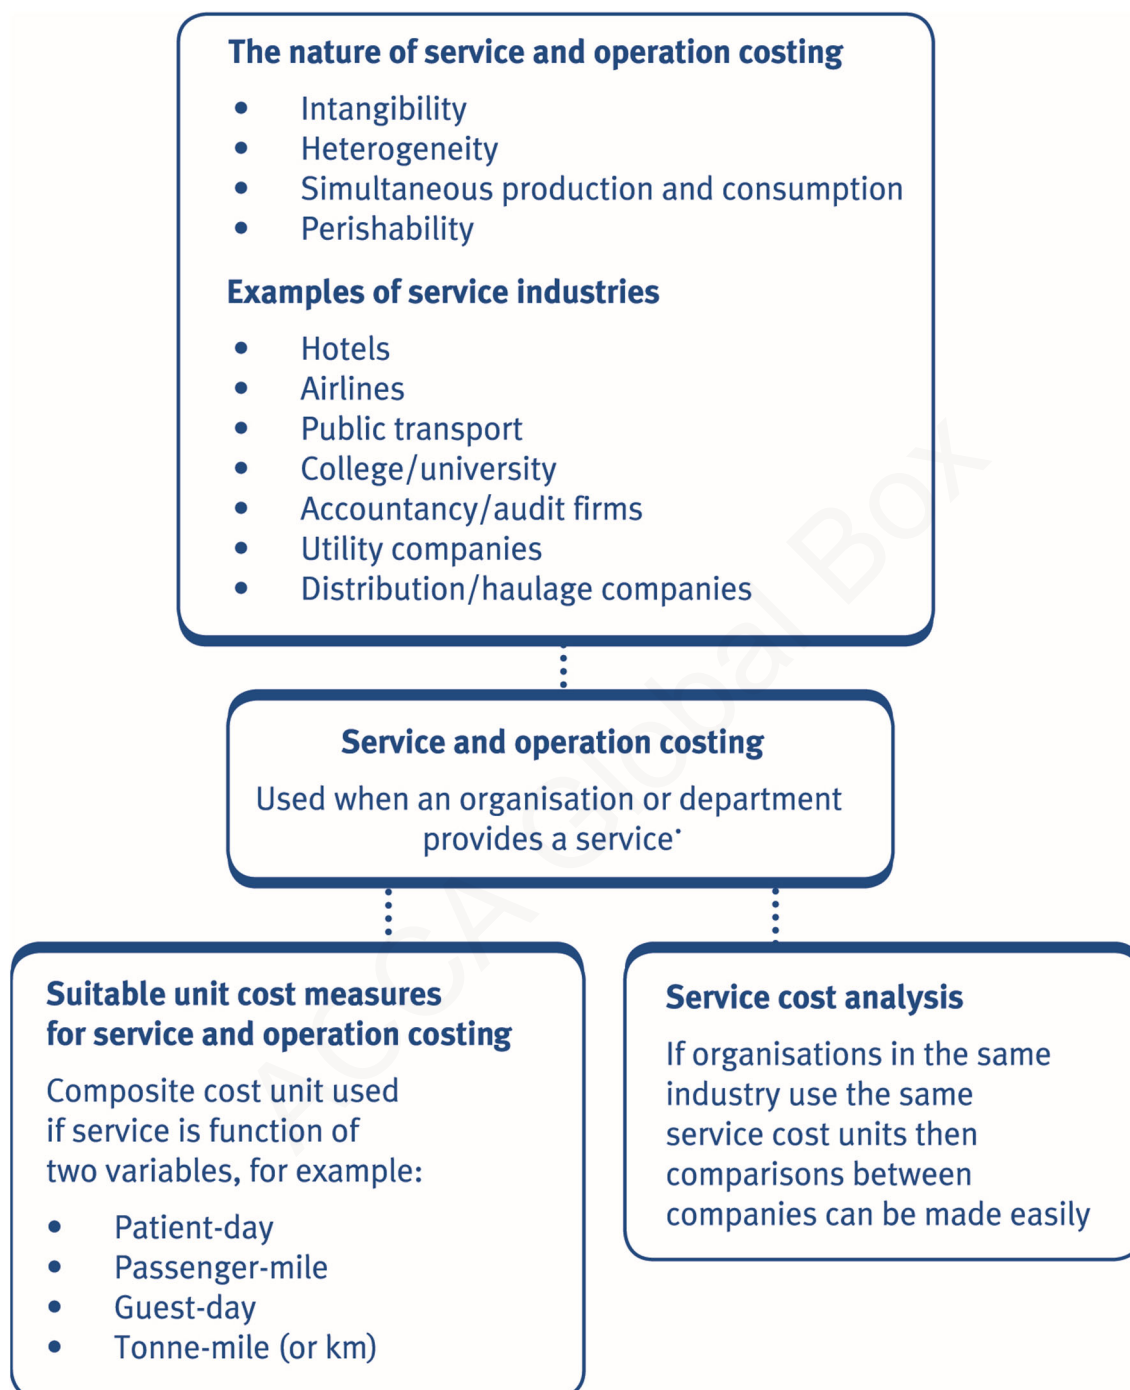 The nature of service and operation costing
• Intangibility
• Heterogeneity
• Simultaneous production and consumption
• Perishability
Examples of service industries
• Hotels
• Airlines
• Public transport
• College/university
• Accountancy/audit firms
• Utility companies
• Distribution/haulage companies
Service and operation costing
Used when an organisation or department
provides a service•
Suitable unit cost measures
for service and operation costing
Composite cost unit used
if service is function of
two variables, for example:
• Patient-day
• Passenger-mile
• Guest-day
• Tonne-mile (or km)
Service cost analysis
If organisations in the same
industry use the same
service cost units then
comparisons between
companies can be made easily
ACCA Global Box